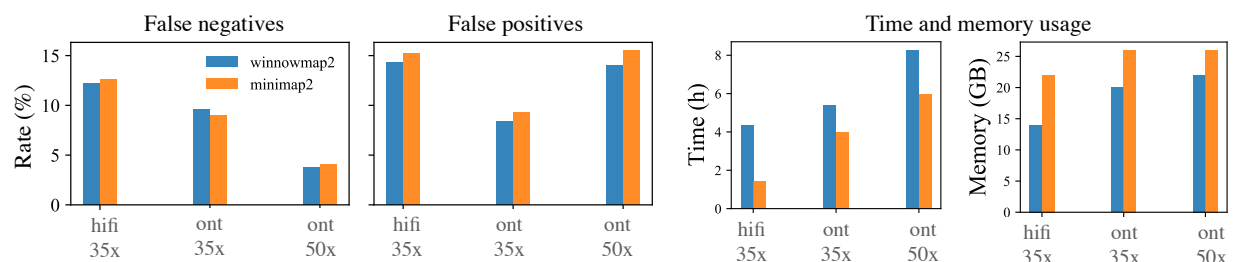 False negatives
False positives
Time and memory usage
Rate (%)
15
10
5
0
winnowmap2
minimap2
hifi
35x
ont
35x
ont
50x
hifi
35x
ont
35x
ont
50x
Time (h)
8
6
4
2
0
hifi
35x
ont
35x
ont
50x
Memory (GB)
25
20
15
10
5
0
hifi
35x
ont
35x
ont
50x